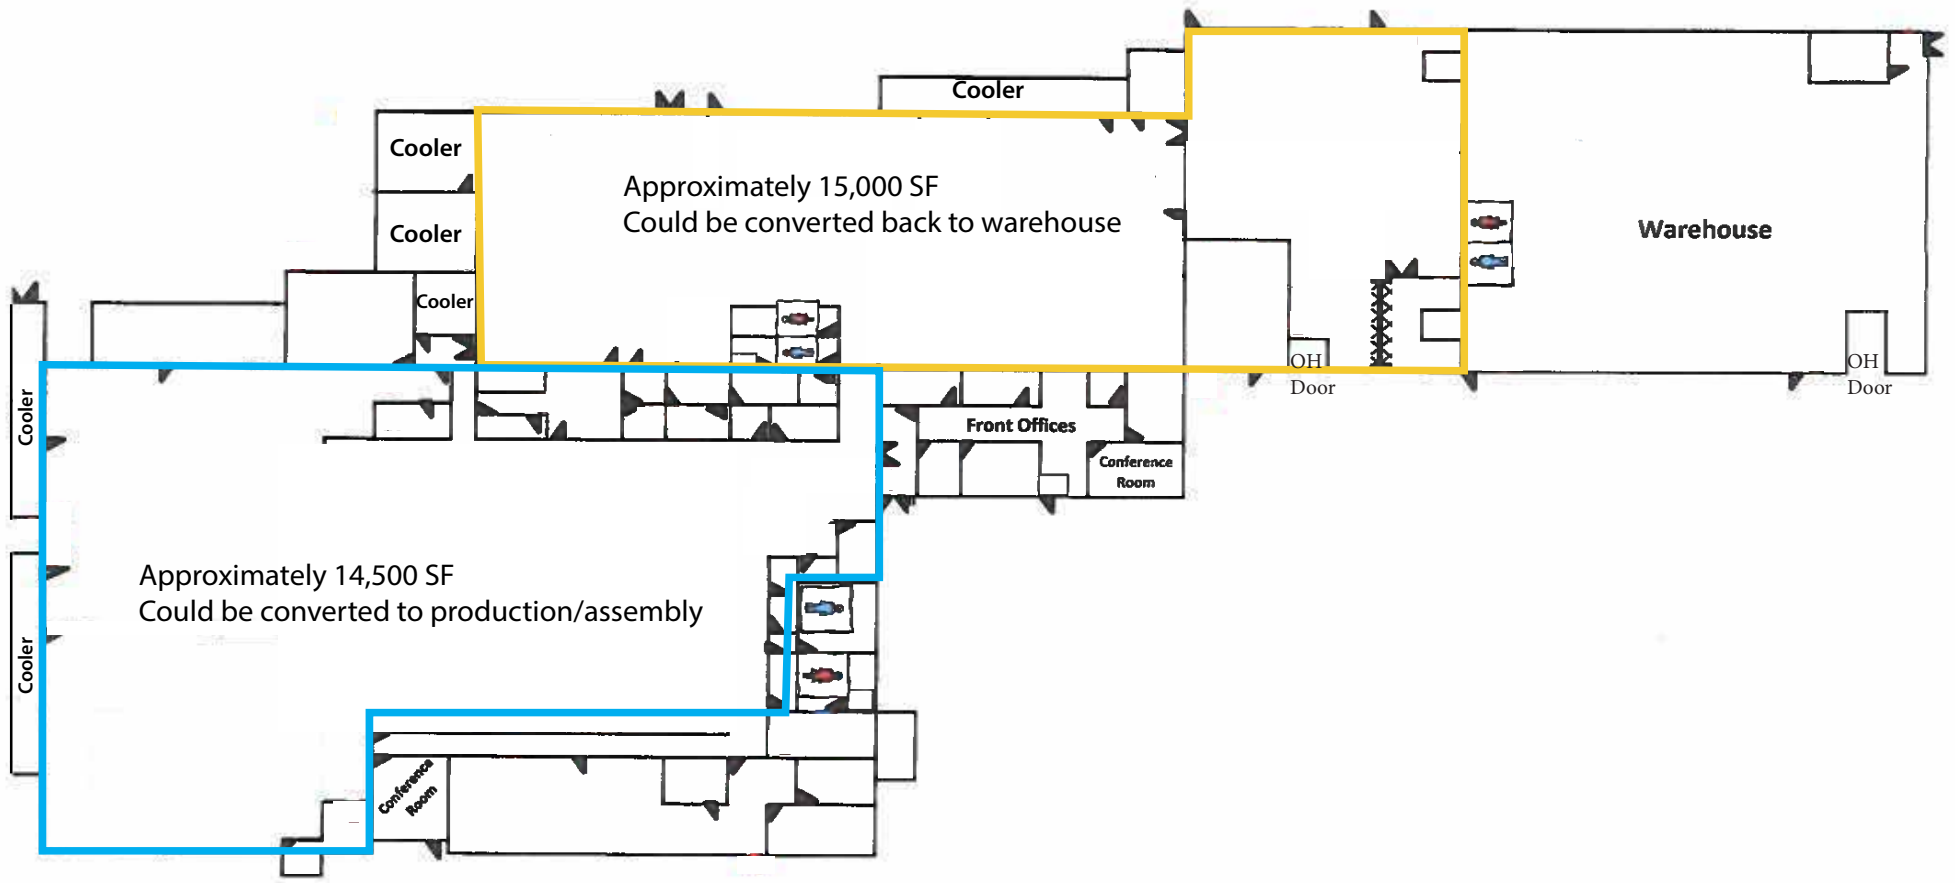 Cooler
Cooler
Approximately 15,000 SF
Could be converted back to warehouse
Cooler
Warehouse
Cooler
OH
Door
OH
Door
Cooler
Front Offices
Conference
Room
Approximately 14,500 SF
Could be converted to production/assembly
Cooler
Conference
Room